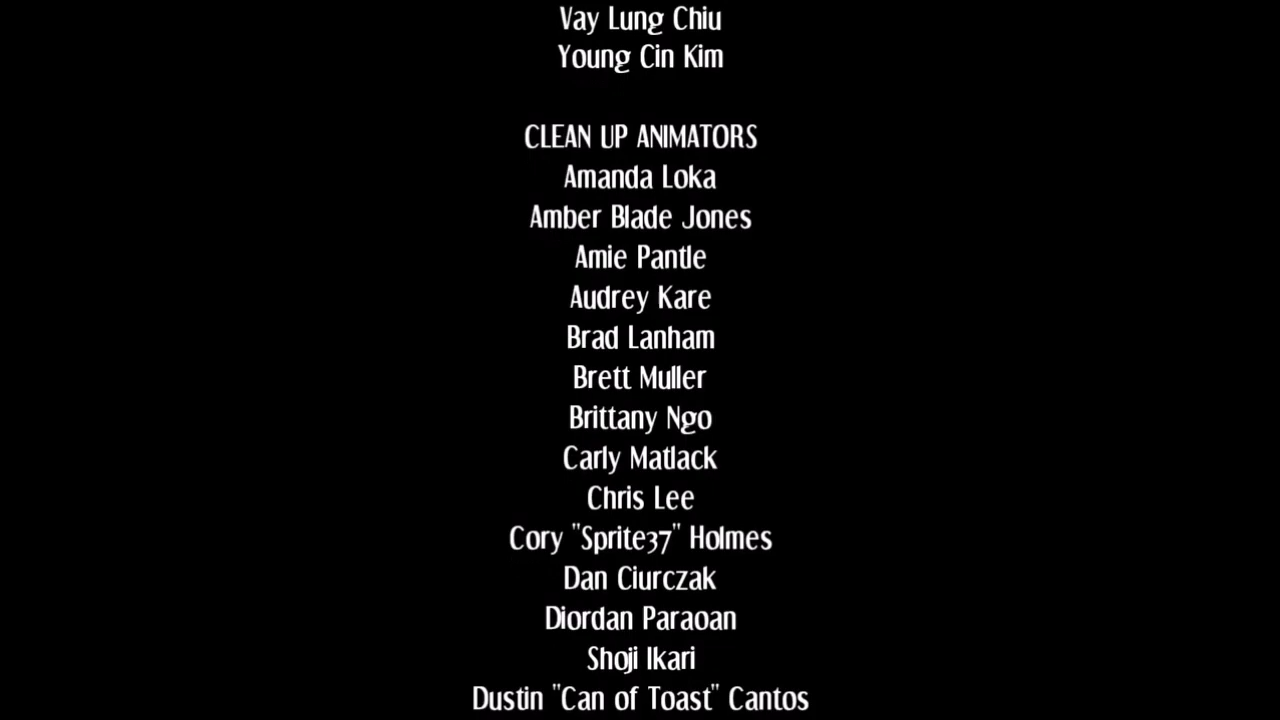 Vay Lung Chiu
Young Cin Kim
CLEAN UP ANIMATORS
Amanda Loka
Amber Blade Jones
Amie Pantle
Audrey Kare
Brad Lanham
Brett Muller
Brittany Ngo
Carly Matlack
Chris Lee
Cory "Sprite37" Holmes
Dan Ciurczak
Diordan Paraoan
Shoji Ikari
Dustin "Can of Toast" Cantos